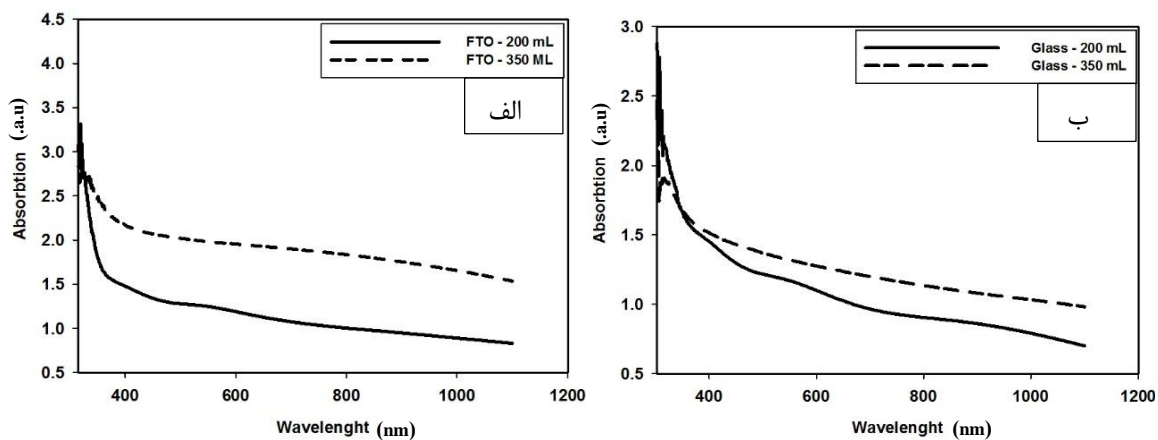 4.5
4.0
3.5
3.0
2.5
2.0
1.5
1.0
0.5
Absorbtion (.a.u)
FTO - 200 mL
FTO - 350 ML
الف
400 600 800 1000 1200
Wavelenght (nm)
3.0
2.5
2.0
1.5
1.0
0.5
Absorbtion (.a.u)
Glass - 200 mL
Glass - 350 mL
ب
400 600 800 1000 1200
Wavelenght (nm)